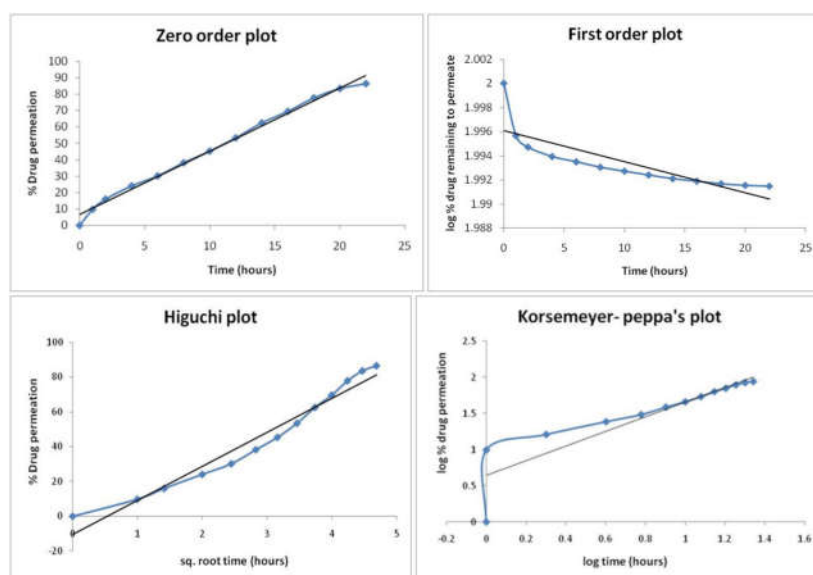 Zero order plot
% Drug permeation
100
90
80
70
60
50
40
30
20
10
0
0 5 10 15 20 25
Time (hours)
First order plot
log % drug remaining to permeate
2.002
2
1.998
1.996
1.994
1.992
1.99
1.988
0 5 10 15 20 25
Time (hours)
Higuchi plot
% Drug permeation
100
80
60
40
20
0
-20
0 1 2 3 4 5
sq. root time (hours)
Korsemeyer- peppa's plot
log % drug permeation
2.5
2
1.5
1
0.5
0
-0.2 0 0.2 0.4 0.6 0.8 1 1.2 1.4 1.6
log time (hours)